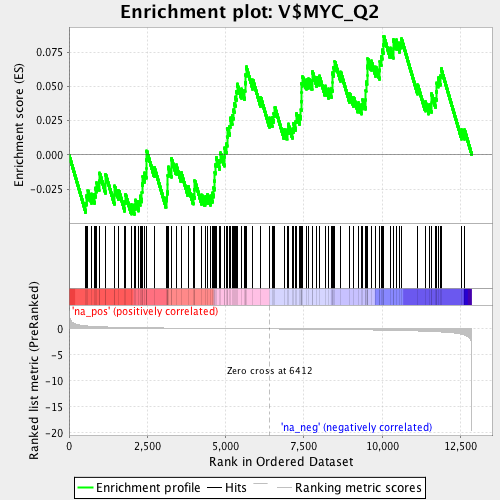 Enrichment plot: V$MYC_Q2
Enrichment score (ES)
0.075
0.050
0.025
0.000
-0.025
'na_pos' (positively correlated)
Ranked list metric (PreRanked)
0
-5
-10
-15
-20
Zero cross at 6412
'na_neg' (negatively correlated)
0
2,500
5,000
7,500
10,000
12,500
Rank in Ordered Dataset
Enrichment profile
Hits
Ranking metric scores